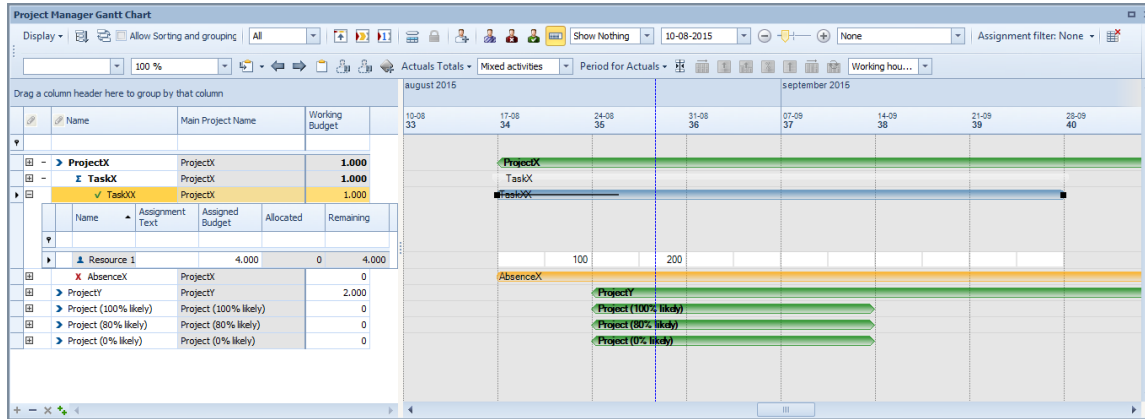 Project Manager Gantt Chart
Display Allow Sorting and grouping All Show Nothing 10-08-2015 None Assignment filter: None
100 % Actuals Totals Mixed activities Period for Actuals Working hou...
Drag a column header here to group by that column
august 2015 september 2015
Name Main Project Name Working Budget
10-08 17-08 24-08 31-08 07-09 14-09 21-09 28-09
33 34 35 36 37 38 39 40
ProjectX ProjectX 1.000 ProjectX
TaskX ProjectX 1.000 TaskX
TaskXX ProjectX 1.000 TaskXX
Name Assignment Text Assigned Budget Allocated Remaining
Resource 1 4.000 0 4.000 100 200
X AbsenceX ProjectX 0 AbsenceX
ProjectY ProjectY 2.000 ProjectY
Project (100% likely) Project (100% likely) 0 Project (100% likely)
Project (80% likely) Project (80% likely) 0 Project (80% likely)
Project (0% likely) Project (0% likely) 0 Project (0% likely)